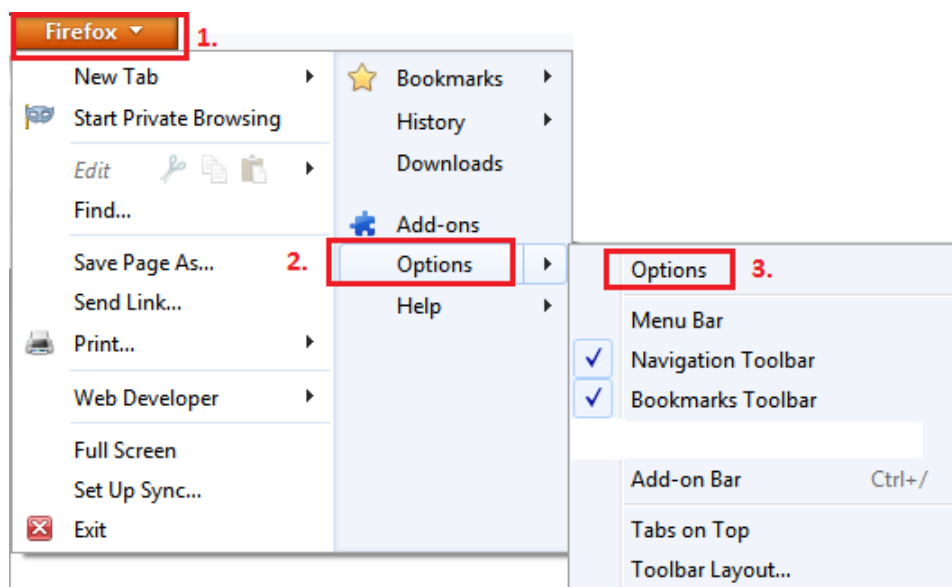 Firefox
1.
New Tab
Start Private Browsing
Edit
Find...
Save Page As...
Send Link...
Print...
Web Developer
Full Screen
Set Up Sync...
Exit
Bookmarks
History
Downloads
Add-ons
2.
Options
Help
Options
3.
Menu Bar
Navigation Toolbar
Bookmarks Toolbar
Add-on Bar Ctrl+/
Tabs on Top
Toolbar Layout...